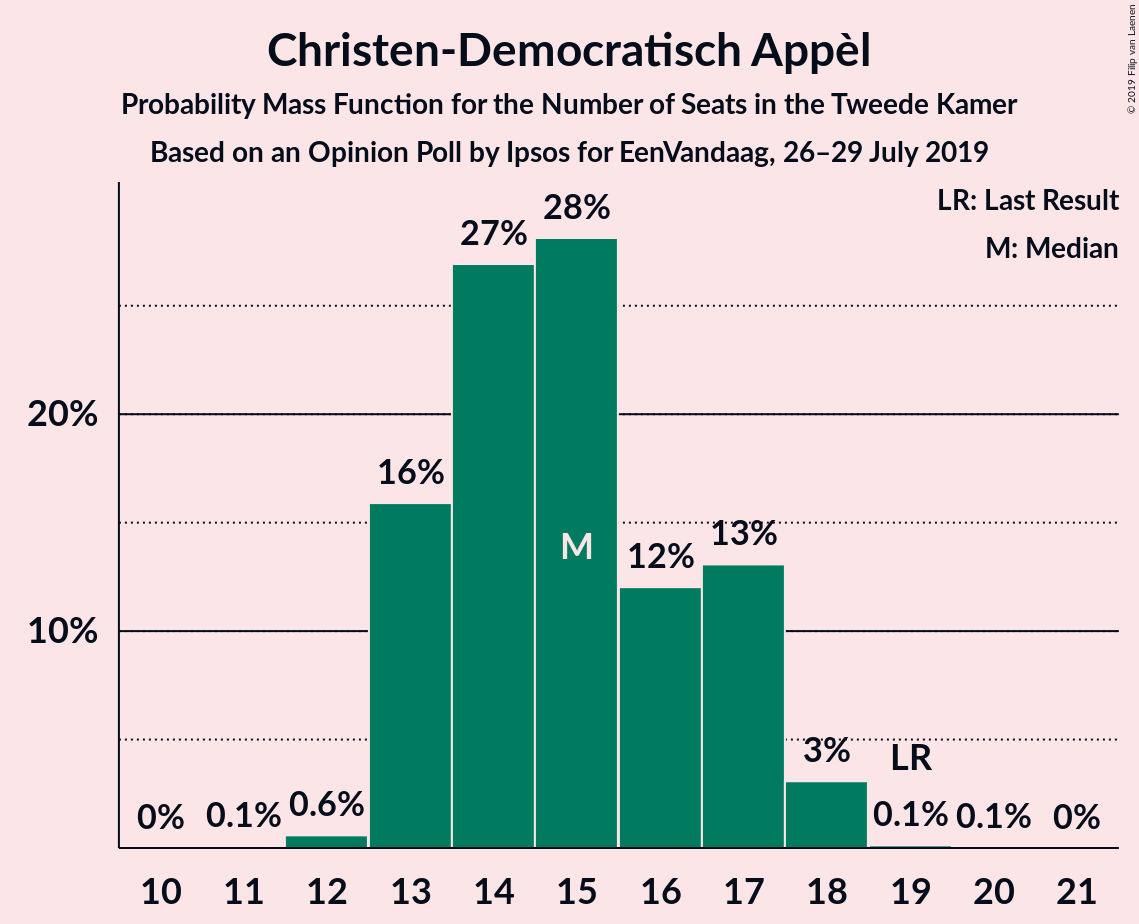 Christen-Democratisch Appèl
Probability Mass Function for the Number of Seats in the Tweede Kamer
Based on an Opinion Poll by Ipsos for EenVandaag, 26–29 July 2019
© 2019 Filip van Laenen
LR: Last Result
M: Median
20%
10%
0%
0.1%
0.6%
16%
27%
28%
M
12%
13%
3%
LR
0.1%
0.1%
0%
10 11 12 13 14 15 16 17 18 19 20 21